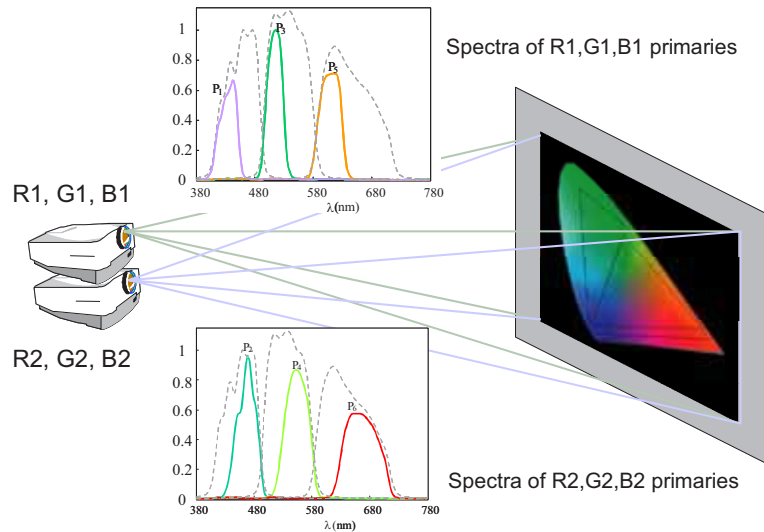 Spectra of R1,G1,B1 primaries
1
0.8
0.6
0.4
0.2
0
P1
P3
P5
380 480 580 680 780
λ(nm)
R1, G1, B1
R2, G2, B2
1
0.8
0.6
0.4
0.2
0
P2
P4
P6
380 480 580 680 780
λ(nm)
Spectra of R2,G2,B2 primaries